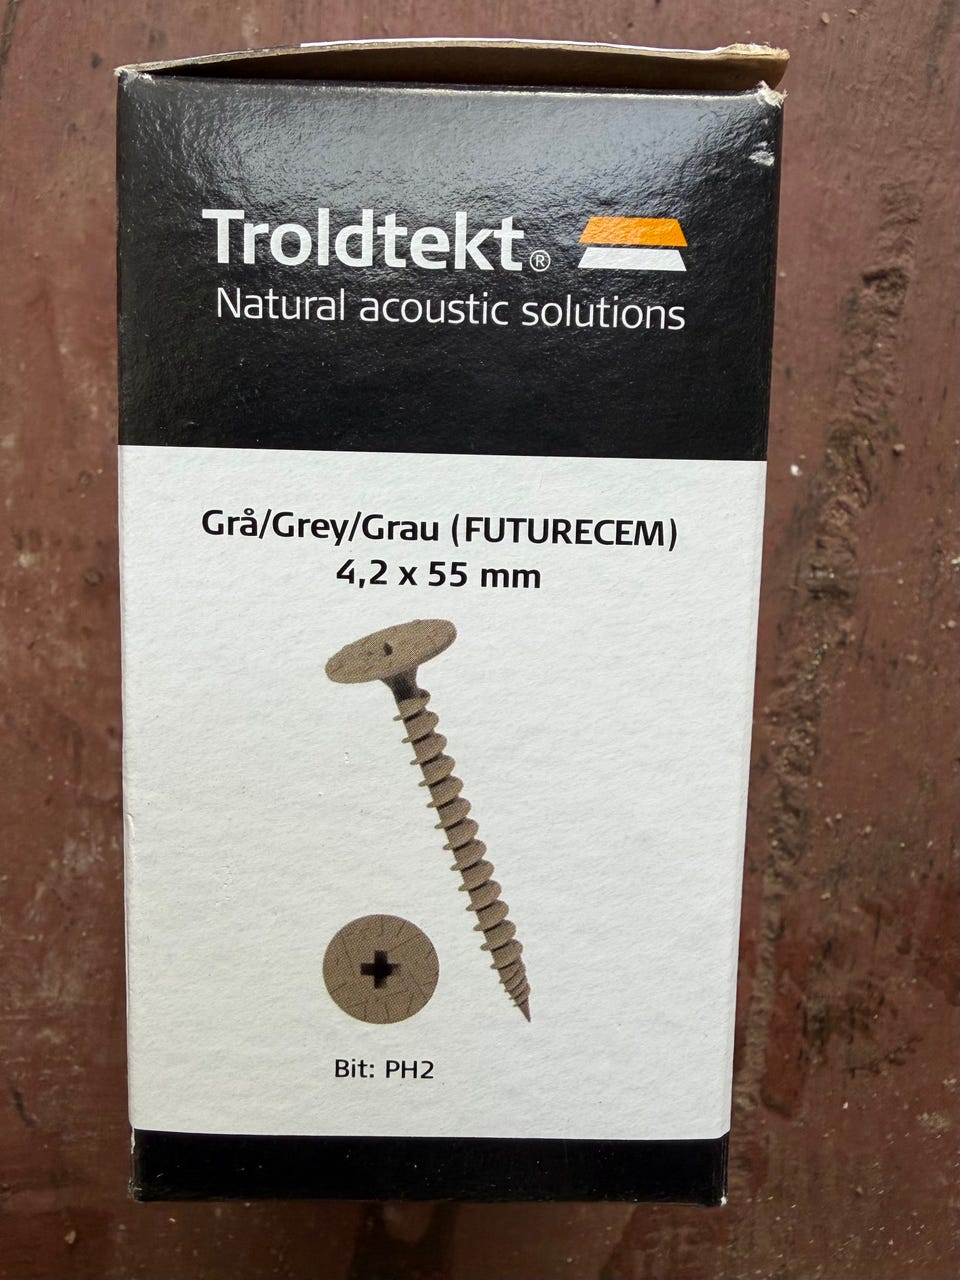 Troldtekt®
Natural acoustic solutions
Grå/Grey/Grau (FUTURECEM)
4,2 x 55 mm
Bit: PH2